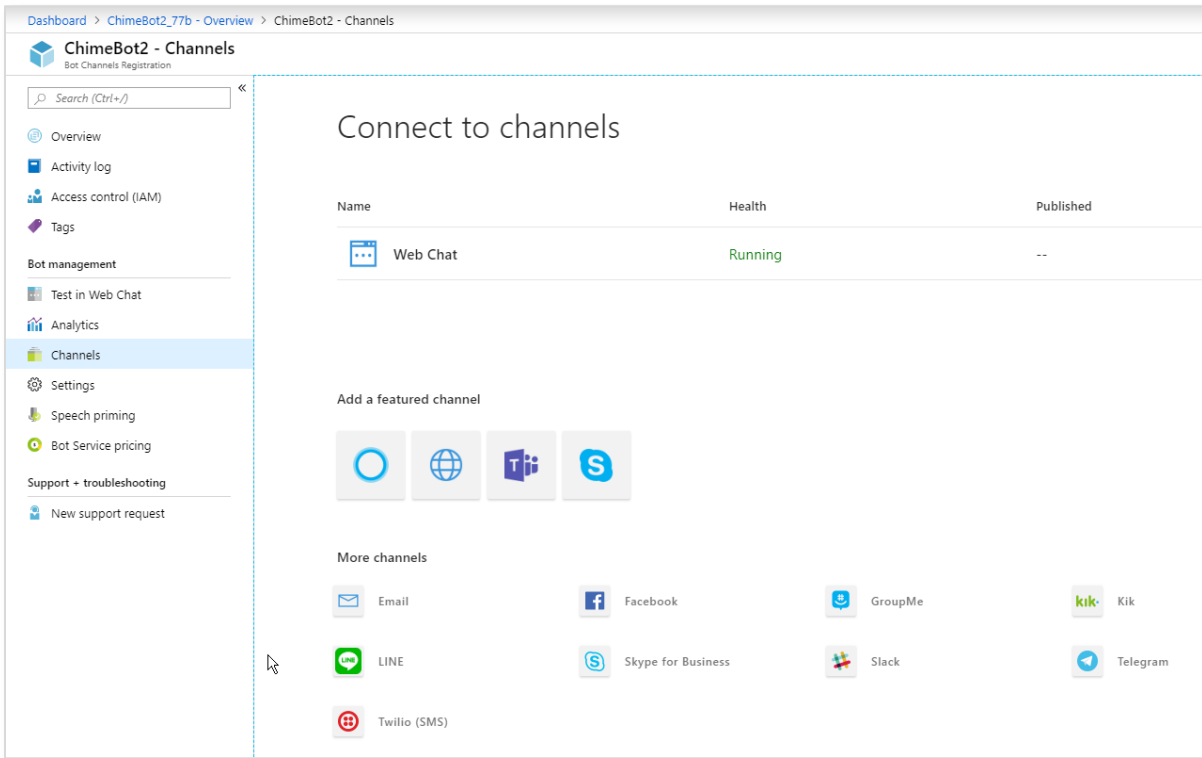 Dashboard > ChimeBot2_77b - Overview > ChimeBot2 - Channels
ChimeBot2 - Channels
Bot Channels Registration
Search (Ctrl+/)
«
Overview
Activity log
Access control (IAM)
Tags
Bot management
Test in Web Chat
Analytics
Channels
Settings
Speech priming
Bot Service pricing
Support + troubleshooting
New support request
Connect to channels
Name Health Published
Web Chat Running --
Add a featured channel
T S
More channels
Email Facebook GroupMe kik· Kik
LINE LINE Skype for Business Slack Telegram
Twilio (SMS)